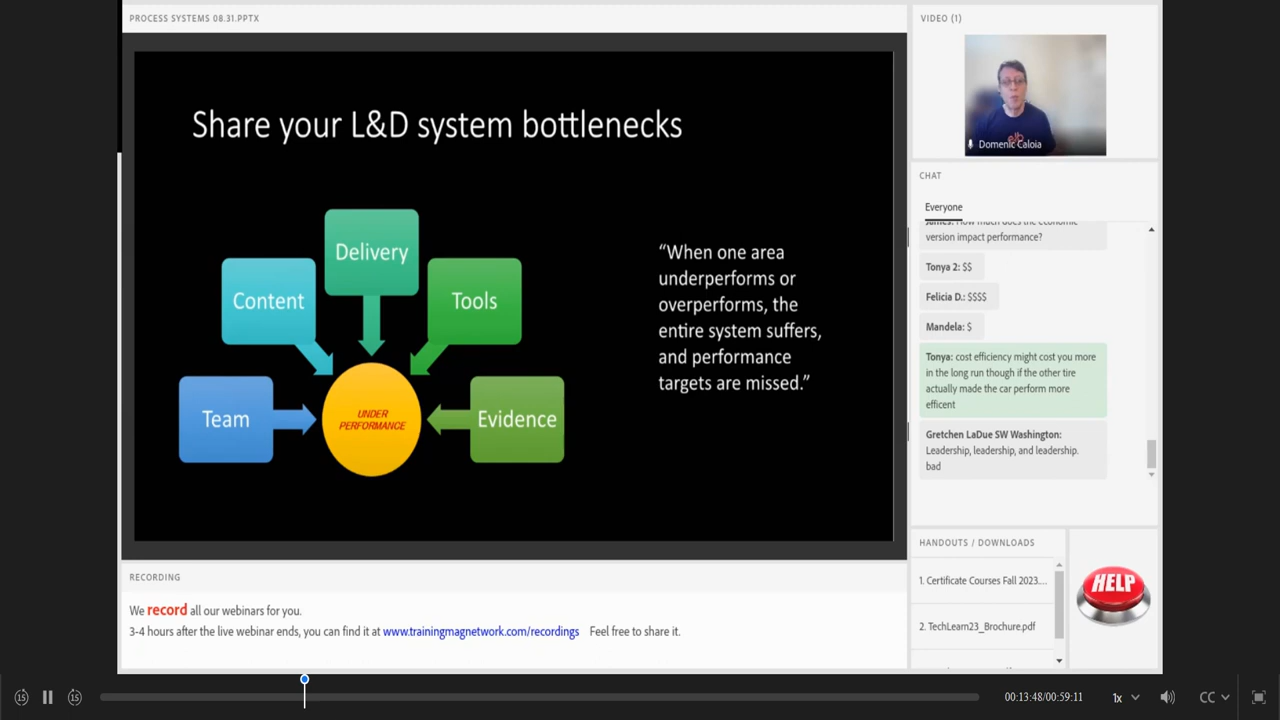 PROCESS SYSTEMS 08.31.PPTX
Share your L&D system bottlenecks
Delivery
Content
Tools
Team
UNDER
PERFORMANCE
Evidence
“When one area
underperforms or
overperforms, the
entire system suffers,
and performance
targets are missed.”
VIDEO (1)
Domenic Caloia
CHAT
Everyone
James: How much does the economic
version impact performance?
Tonya 2: $$
Felicia D.: $$$$
Mandela: $
Tonya: cost efficiency might cost you more
in the long run though if the other tire
actually made the car perform more
efficent
Gretchen LaDue SW Washington:
Leadership, leadership, and leadership.
bad
HANDOUTS / DOWNLOADS
1. Certificate Courses Fall 2023....
2. TechLearn23_Brochure.pdf
HELP
RECORDING
We record all our webinars for you.
3-4 hours after the live webinar ends, you can find it at www.trainingmagnetwork.com/recordings Feel free to share it.
15
15
00:13:48/00:59:11
1x
CC